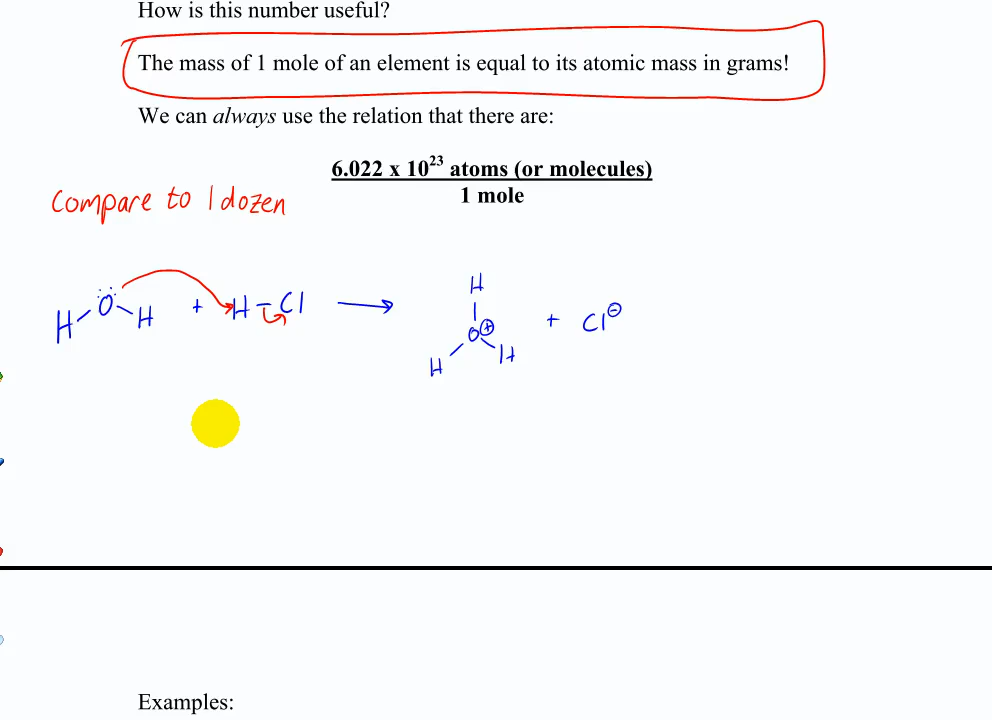 How is this number useful?
The mass of 1 mole of an element is equal to its atomic mass in grams!
We can always use the relation that there are:
6.022 x 10²³ atoms (or molecules)
1 mole
Compare to 1 dozen
H
H–Ö–H + H–Cl → O⊕ + Cl⊖
H H
Examples: